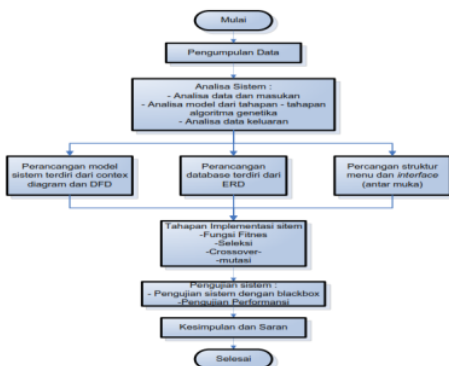 Mulai
Pengumpulan Data
Analisa Sistem :
- Analisa data dan masukan
- Analisa model dari tahapan - tahapan
algoritma genetika
- Analisa data keluaran
Perancangan model
sistem terdiri dari contex
diagram dan DFD
Perancangan
database terdiri dari
ERD
Percangan struktur
menu dan interface
(antar muka)
Tahapan Implementasi sitem
-Fungsi Fitnes
-Seleksi
-Crossover-
-mutasi
Pengujian sistem :
- Pengujian sistem dengan blackbox
-Pengujian Performansi
Kesimpulan dan Saran
Selesai